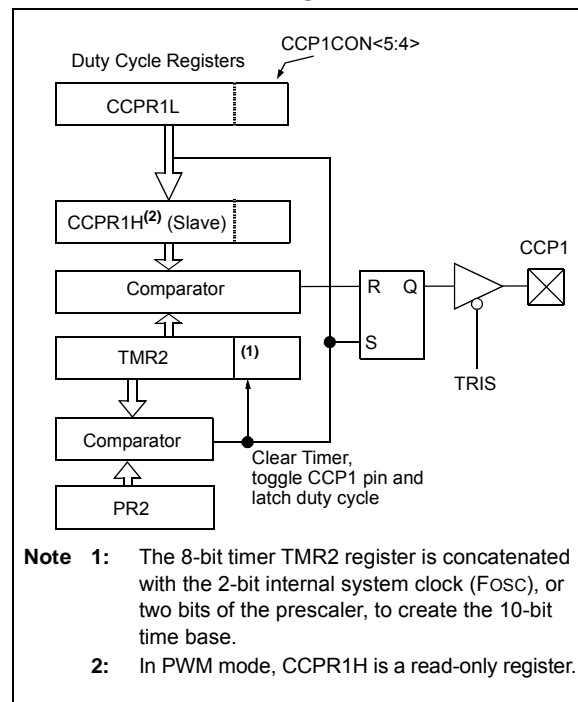 CCP1CON<5:4>
Duty Cycle Registers
CCPR1L
CCPR1H(2) (Slave)
CCP1
Comparator
R Q
TMR2
(1)
S
TRIS
Comparator
Clear Timer,
toggle CCP1 pin and
latch duty cycle
PR2
Note 1: The 8-bit timer TMR2 register is concatenated
with the 2-bit internal system clock (FOSC), or
two bits of the prescaler, to create the 10-bit
time base.
2: In PWM mode, CCPR1H is a read-only register.